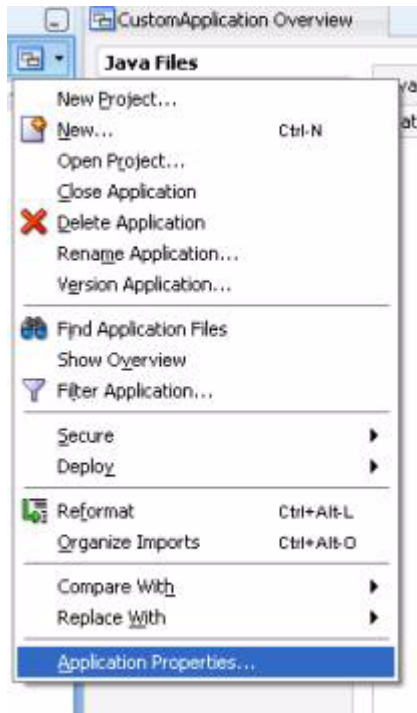 CustomApplication Overview
Java Files
va
at
New Project...
New... Ctrl-N
Open Project...
Close Application
Delete Application
Rename Application...
Version Application...
Find Application Files
Show Overview
Filter Application...
Secure
Deploy
Reformat Ctrl+Alt-L
Organize Imports Ctrl+Alt-O
Compare With
Replace With
Application Properties...